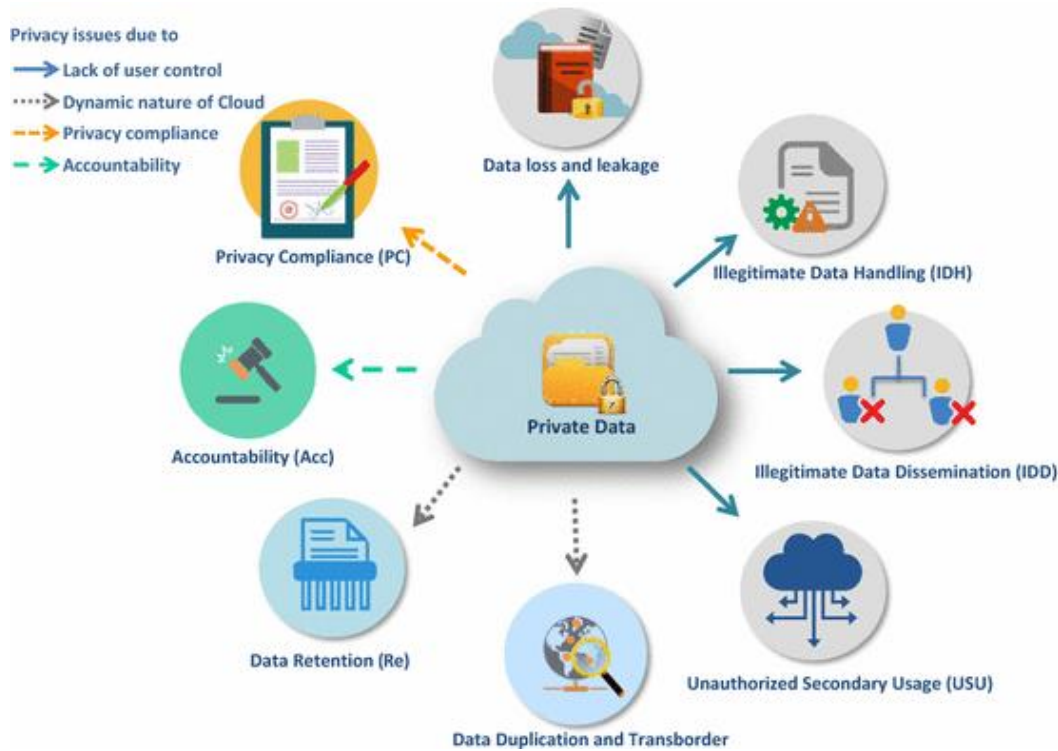 Privacy issues due to
Lack of user control
Dynamic nature of Cloud
Privacy compliance
Accountability
Data loss and leakage
Privacy Compliance (PC)
Illegitimate Data Handling (IDH)
Private Data
Accountability (Acc)
Illegitimate Data Dissemination (IDD)
Data Retention (Re)
Unauthorized Secondary Usage (USU)
Data Duplication and Transborder